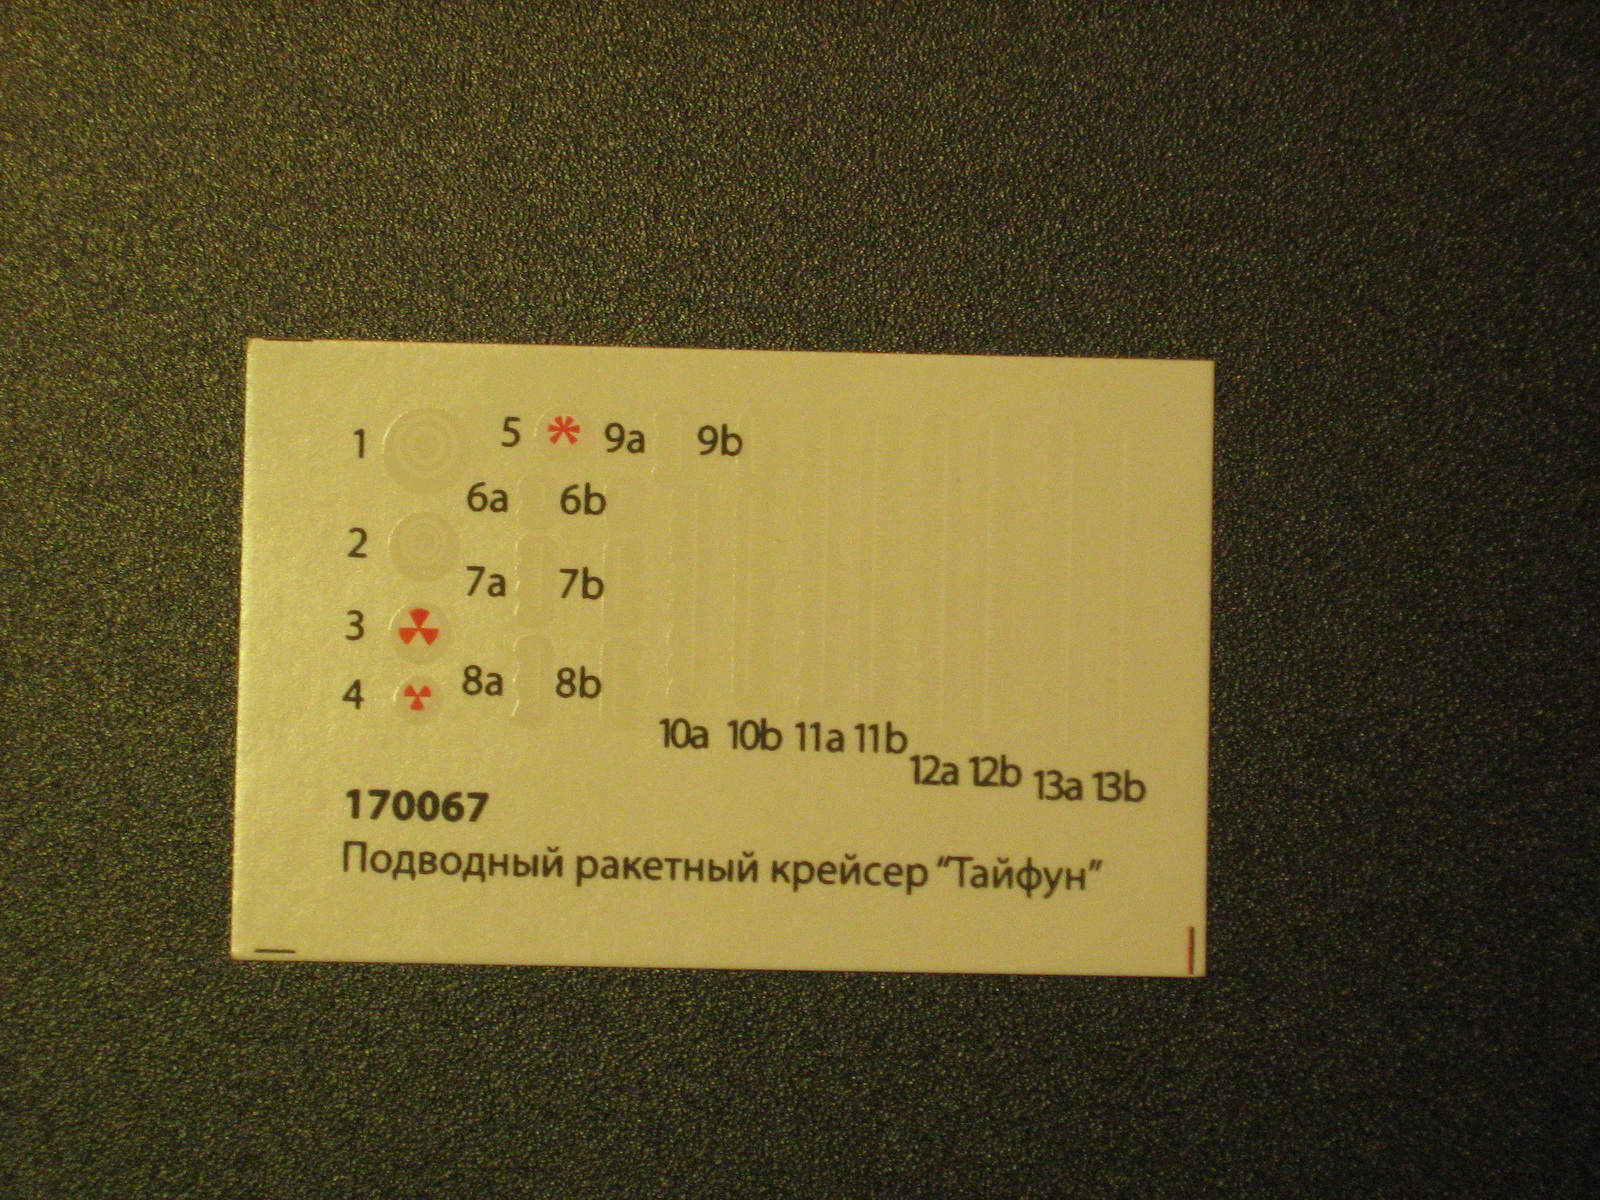 1 5 9a 9b
6a 6b
2
7a 7b
3
4 8a 8b
10a 10b 11a 11b
12a 12b 13a 13b
170067
Подводный ракетный крейсер "Тайфун"